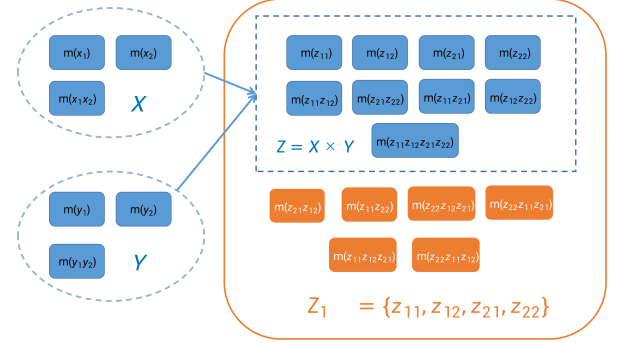 m(x₁) m(x₂)
m(x₁x₂) X
m(y₁) m(y₂)
m(y₁y₂) Y
m(z₁₁) m(z₁₂) m(z₂₁) m(z₂₂)
m(z₁₁z₁₂) m(z₂₁z₂₂) m(z₁₁z₂₁) m(z₁₂z₂₂)
Z = X × Y m(z₁₁z₁₂z₂₁z₂₂)
m(z₂₁z₁₂) m(z₁₁z₂₂) m(z₂₂z₁₂z₂₁) m(z₂₂z₁₁z₂₁)
m(z₁₁z₁₂z₂₁) m(z₂₂z₁₁z₁₂)
Z₁ = {z₁₁, z₁₂, z₂₁, z₂₂}